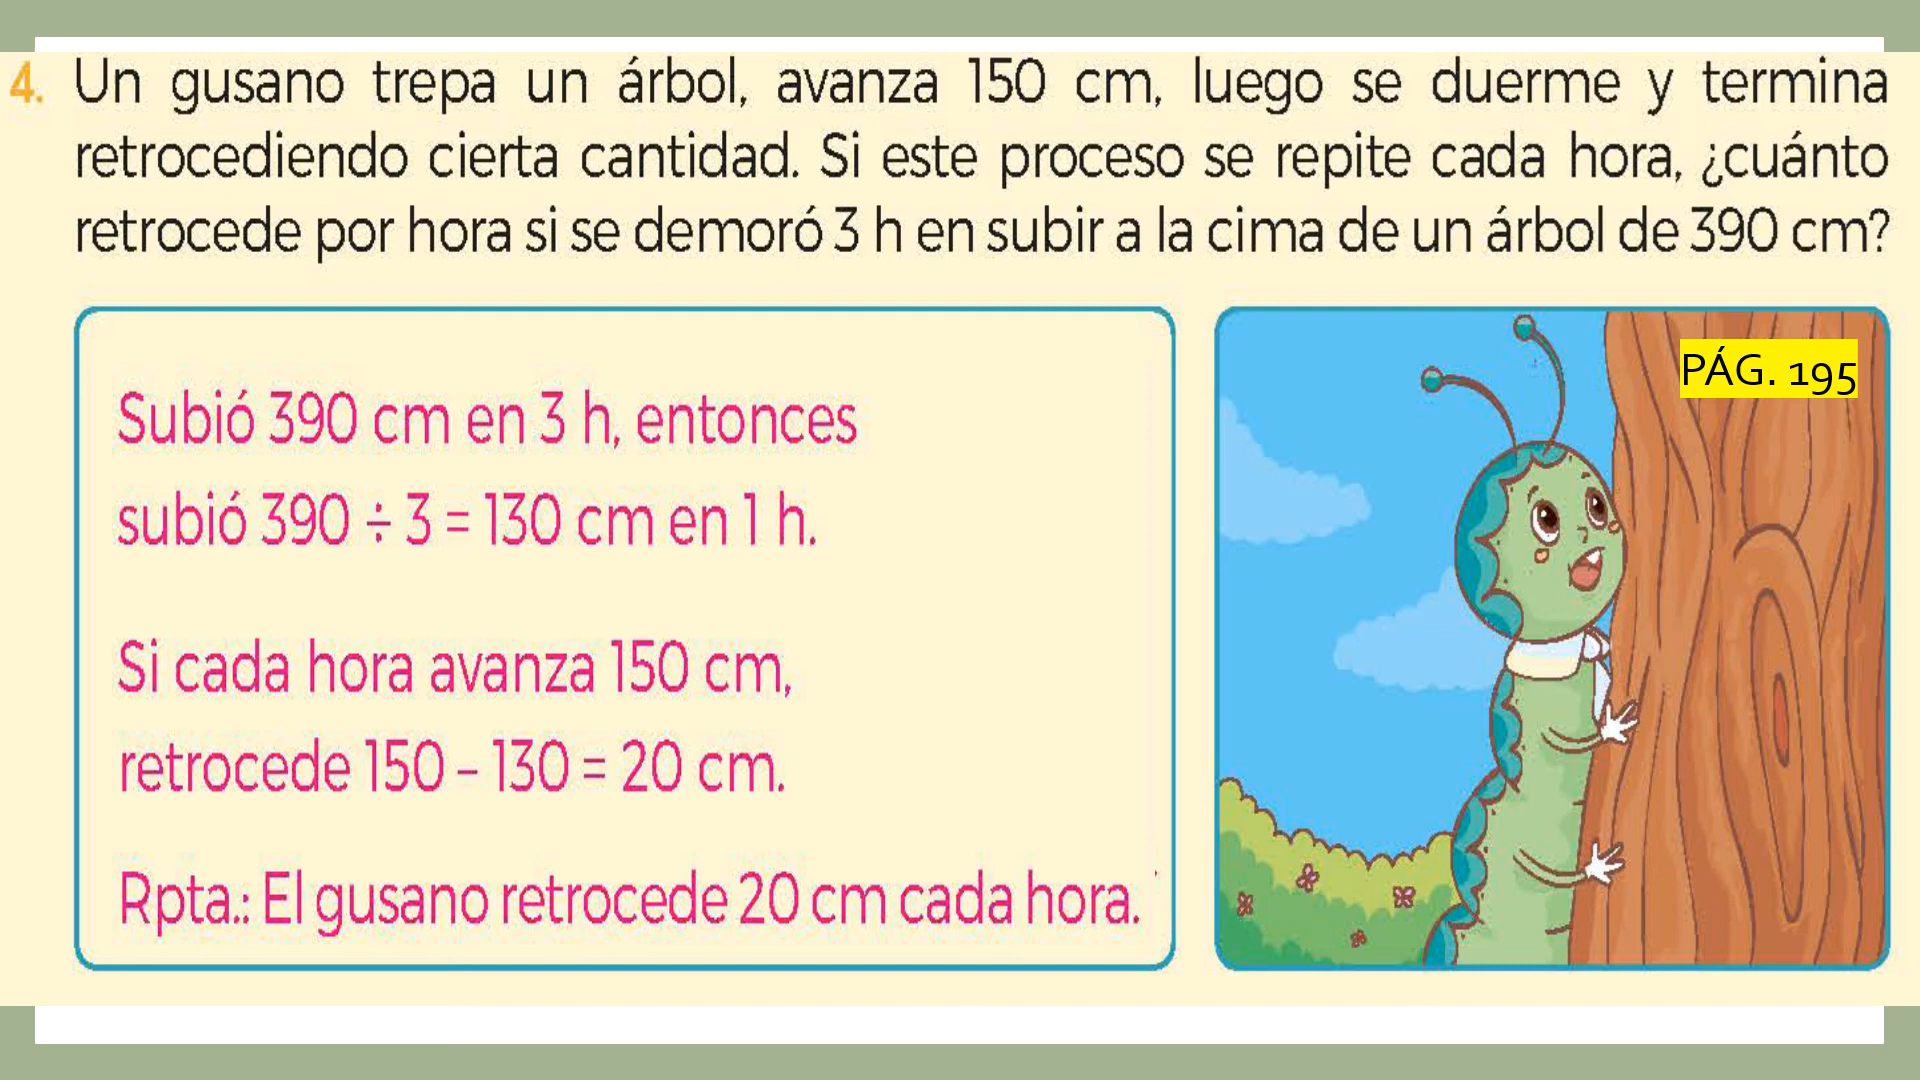 4. Un gusano trepa un árbol, avanza 150 cm, luego se duerme y termina
retrocediendo cierta cantidad. Si este proceso se repite cada hora, ¿cuánto
retrocede por hora si se demoró 3 h en subir a la cima de un árbol de 390 cm?
PÁG. 195
Subió 390 cm en 3 h, entonces
subió 390 ÷ 3 = 130 cm en 1 h.
Si cada hora avanza 150 cm,
retrocede 150 – 130 = 20 cm.
Rpta.: El gusano retrocede 20 cm cada hora.